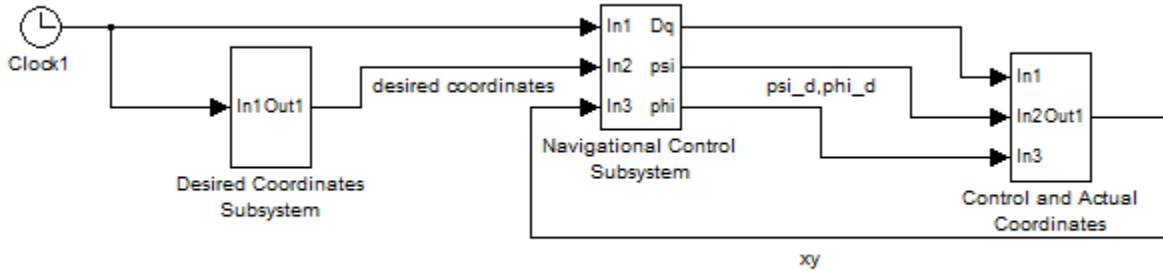 Clock1
In1 Out1
Desired Coordinates
Subsystem
desired coordinates
In1 Dq
In2 psi
In3 phi
Navigational Control
Subsystem
psi_d,phi_d
In1
In2 Out1
In3
Control and Actual
Coordinates
xy